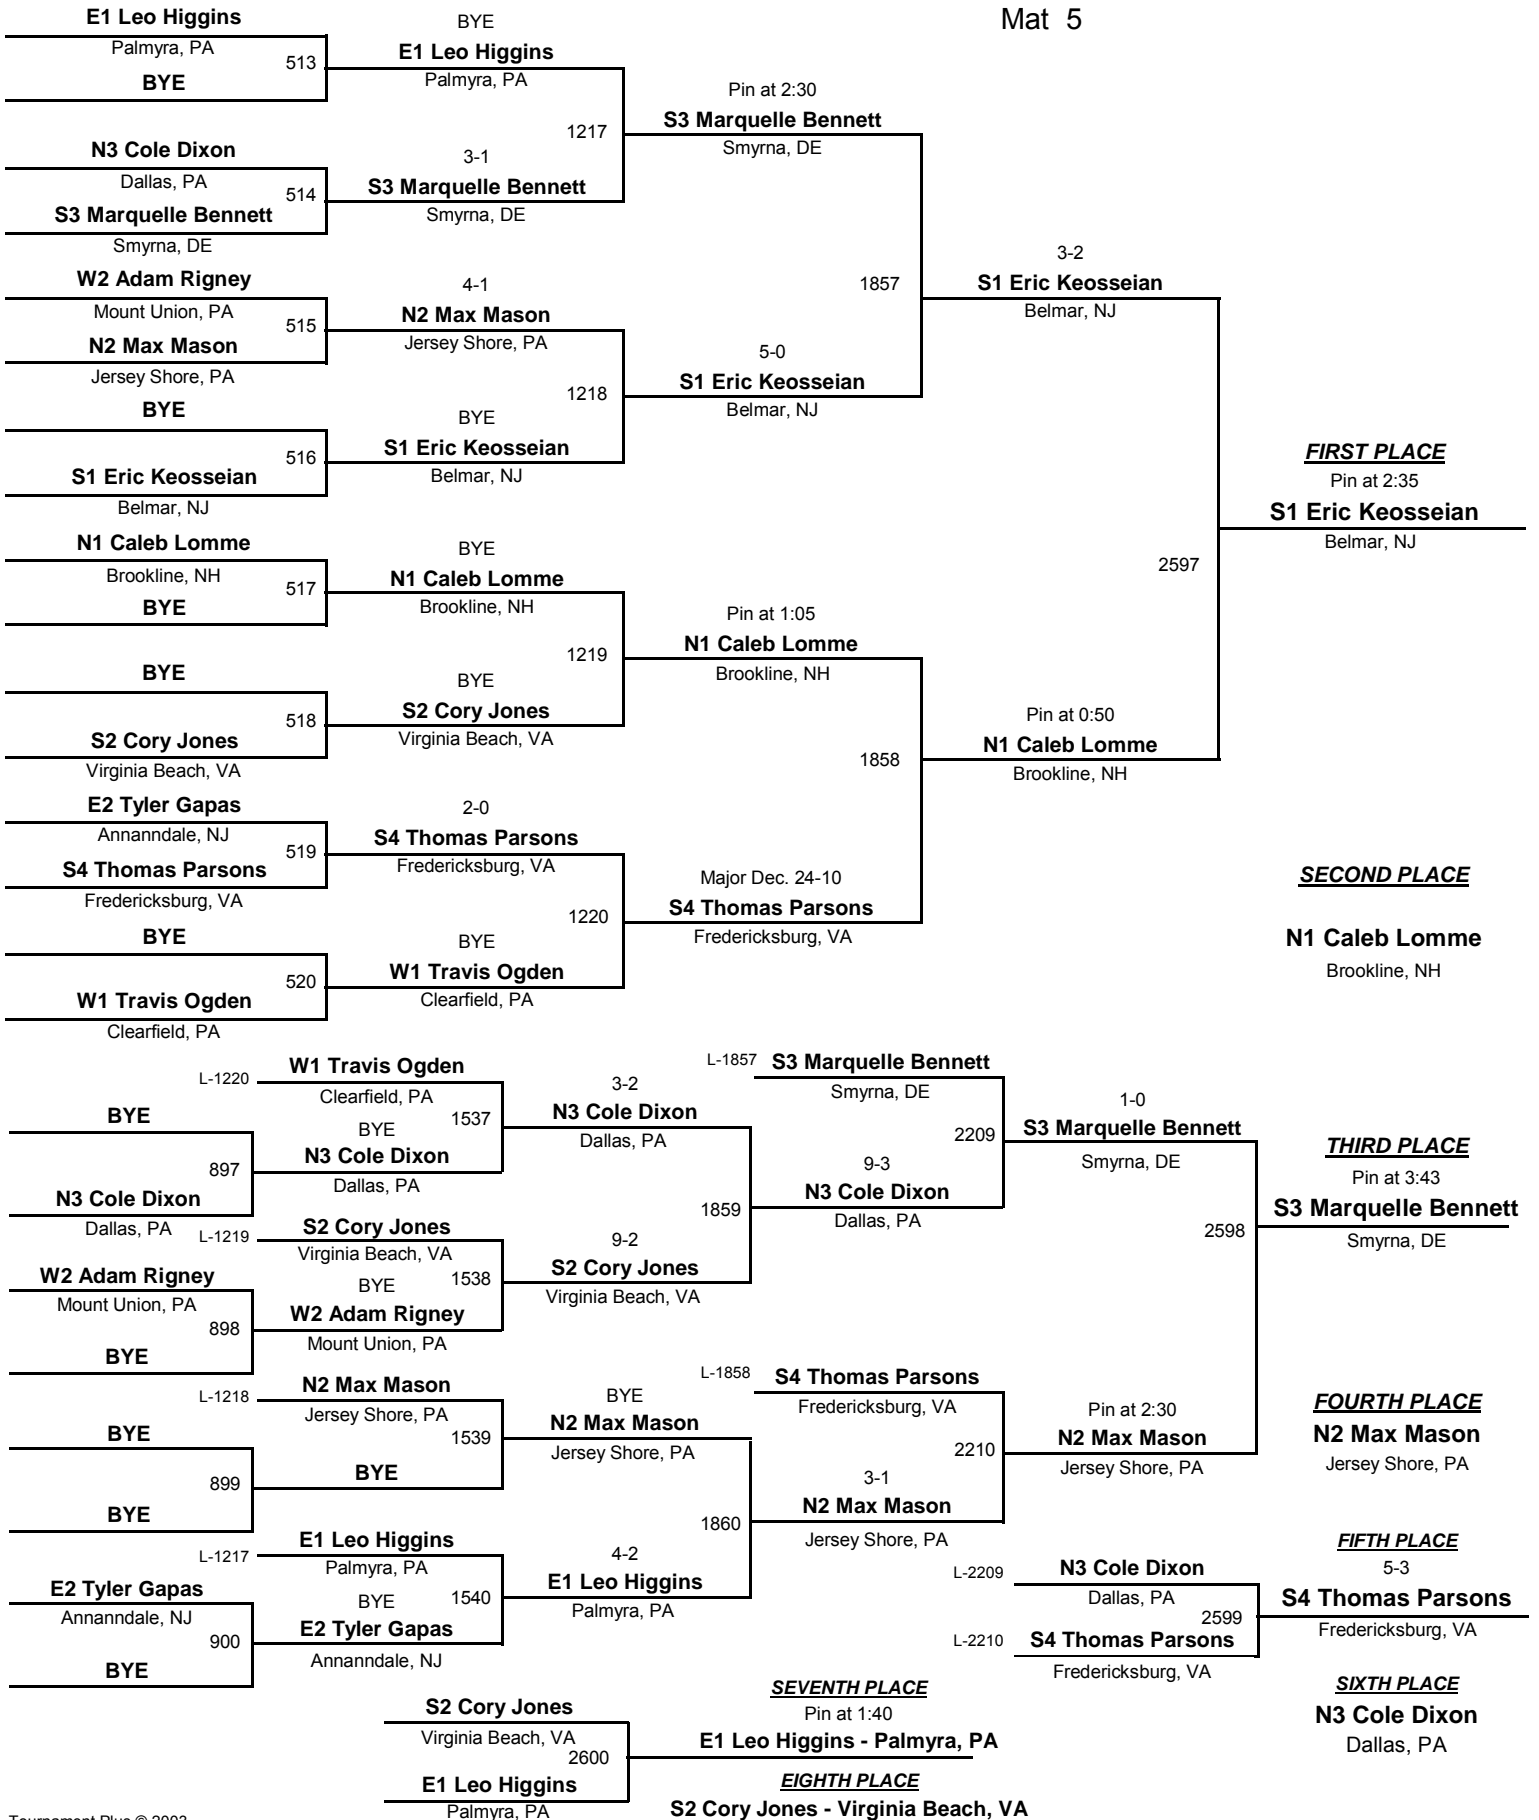 Mat 5
E1 Leo Higgins
Palmyra, PA
513
BYE
N3 Cole Dixon
Dallas, PA
514
S3 Marquelle Bennett
Smyrna, DE
W2 Adam Rigney
Mount Union, PA
515
N2 Max Mason
Jersey Shore, PA
BYE
516
S1 Eric Keosseian
Belmar, NJ
N1 Caleb Lomme
Brookline, NH
517
BYE
BYE
518
S2 Cory Jones
Virginia Beach, VA
E2 Tyler Gapas
Annanndale, NJ
519
S4 Thomas Parsons
Fredericksburg, VA
BYE
520
W1 Travis Ogden
Clearfield, PA
BYE
E1 Leo Higgins
Palmyra, PA
1217
3-1
S3 Marquelle Bennett
Smyrna, DE
4-1
N2 Max Mason
Jersey Shore, PA
1218
BYE
S1 Eric Keosseian
Belmar, NJ
BYE
N1 Caleb Lomme
Brookline, NH
1219
BYE
S2 Cory Jones
Virginia Beach, VA
2-0
S4 Thomas Parsons
Fredericksburg, VA
1220
BYE
W1 Travis Ogden
Clearfield, PA
Pin at 2:30
S3 Marquelle Bennett
Smyrna, DE
1857
5-0
S1 Eric Keosseian
Belmar, NJ
Pin at 1:05
N1 Caleb Lomme
Brookline, NH
1858
Major Dec. 24-10
S4 Thomas Parsons
Fredericksburg, VA
3-2
S1 Eric Keosseian
Belmar, NJ
2597
Pin at 0:50
N1 Caleb Lomme
Brookline, NH
FIRST PLACE
Pin at 2:35
S1 Eric Keosseian
Belmar, NJ
SECOND PLACE
N1 Caleb Lomme
Brookline, NH
BYE
897
N3 Cole Dixon
Dallas, PA
W2 Adam Rigney
Mount Union, PA
898
BYE
BYE
899
BYE
E2 Tyler Gapas
Annanndale, NJ
900
BYE
L-1220
W1 Travis Ogden
Clearfield, PA
1537
BYE
N3 Cole Dixon
Dallas, PA
L-1219
S2 Cory Jones
Virginia Beach, VA
1538
BYE
W2 Adam Rigney
Mount Union, PA
L-1218
N2 Max Mason
Jersey Shore, PA
1539
BYE
L-1217
E1 Leo Higgins
Palmyra, PA
1540
BYE
E2 Tyler Gapas
Annanndale, NJ
3-2
N3 Cole Dixon
Dallas, PA
1859
9-2
S2 Cory Jones
Virginia Beach, VA
BYE
N2 Max Mason
Jersey Shore, PA
1860
4-2
E1 Leo Higgins
Palmyra, PA
L-1857
S3 Marquelle Bennett
Smyrna, DE
2209
9-3
N3 Cole Dixon
Dallas, PA
L-1858
S4 Thomas Parsons
Fredericksburg, VA
2210
3-1
N2 Max Mason
Jersey Shore, PA
1-0
S3 Marquelle Bennett
Smyrna, DE
2598
Pin at 2:30
N2 Max Mason
Jersey Shore, PA
THIRD PLACE
Pin at 3:43
S3 Marquelle Bennett
Smyrna, DE
FOURTH PLACE
N2 Max Mason
Jersey Shore, PA
L-2209
N3 Cole Dixon
Dallas, PA
2599
L-2210
S4 Thomas Parsons
Fredericksburg, VA
FIFTH PLACE
5-3
S4 Thomas Parsons
Fredericksburg, VA
SIXTH PLACE
N3 Cole Dixon
Dallas, PA
S2 Cory Jones
Virginia Beach, VA
2600
E1 Leo Higgins
Palmyra, PA
SEVENTH PLACE
Pin at 1:40
E1 Leo Higgins - Palmyra, PA
EIGHTH PLACE
S2 Cory Jones - Virginia Beach, VA
Tournament Plus © 2003